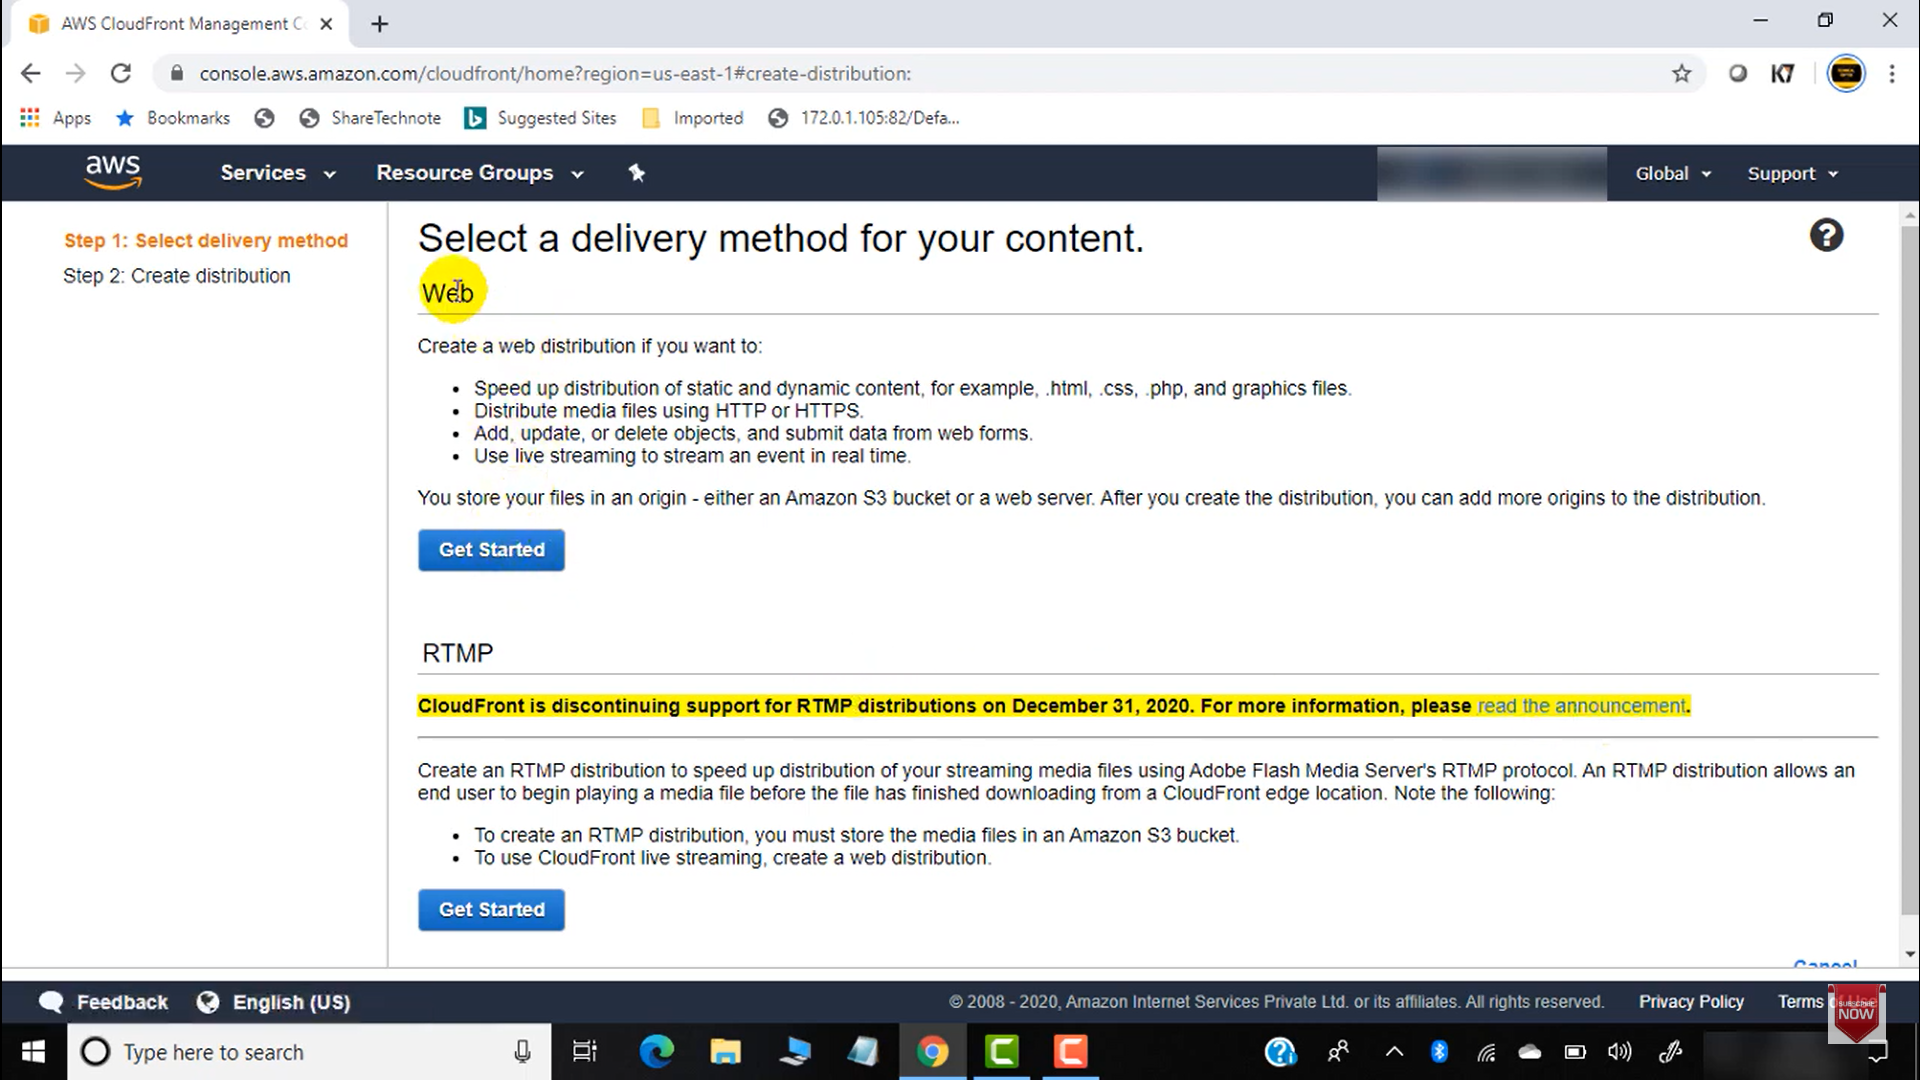 AWS CloudFront Management C
console.aws.amazon.com/cloudfront/home?region=us-east-1#create-distribution:
K7
Apps Bookmarks ShareTechnote Suggested Sites Imported 172.0.1.105:82/Defa...
aws Services Resource Groups Global Support
Step 1: Select delivery method
Step 2: Create distribution
Select a delivery method for your content.
Web
Create a web distribution if you want to:
• Speed up distribution of static and dynamic content, for example, .html, .css, .php, and graphics files.
• Distribute media files using HTTP or HTTPS.
• Add, update, or delete objects, and submit data from web forms.
• Use live streaming to stream an event in real time.
You store your files in an origin - either an Amazon S3 bucket or a web server. After you create the distribution, you can add more origins to the distribution.
Get Started
RTMP
CloudFront is discontinuing support for RTMP distributions on December 31, 2020. For more information, please read the announcement.
Create an RTMP distribution to speed up distribution of your streaming media files using Adobe Flash Media Server's RTMP protocol. An RTMP distribution allows an
end user to begin playing a media file before the file has finished downloading from a CloudFront edge location. Note the following:
• To create an RTMP distribution, you must store the media files in an Amazon S3 bucket.
• To use CloudFront live streaming, create a web distribution.
Get Started
Cancel
Feedback English (US) © 2008 - 2020, Amazon Internet Services Private Ltd. or its affiliates. All rights reserved. Privacy Policy Terms of Use
SUBSCRIBE
NOW
Type here to search